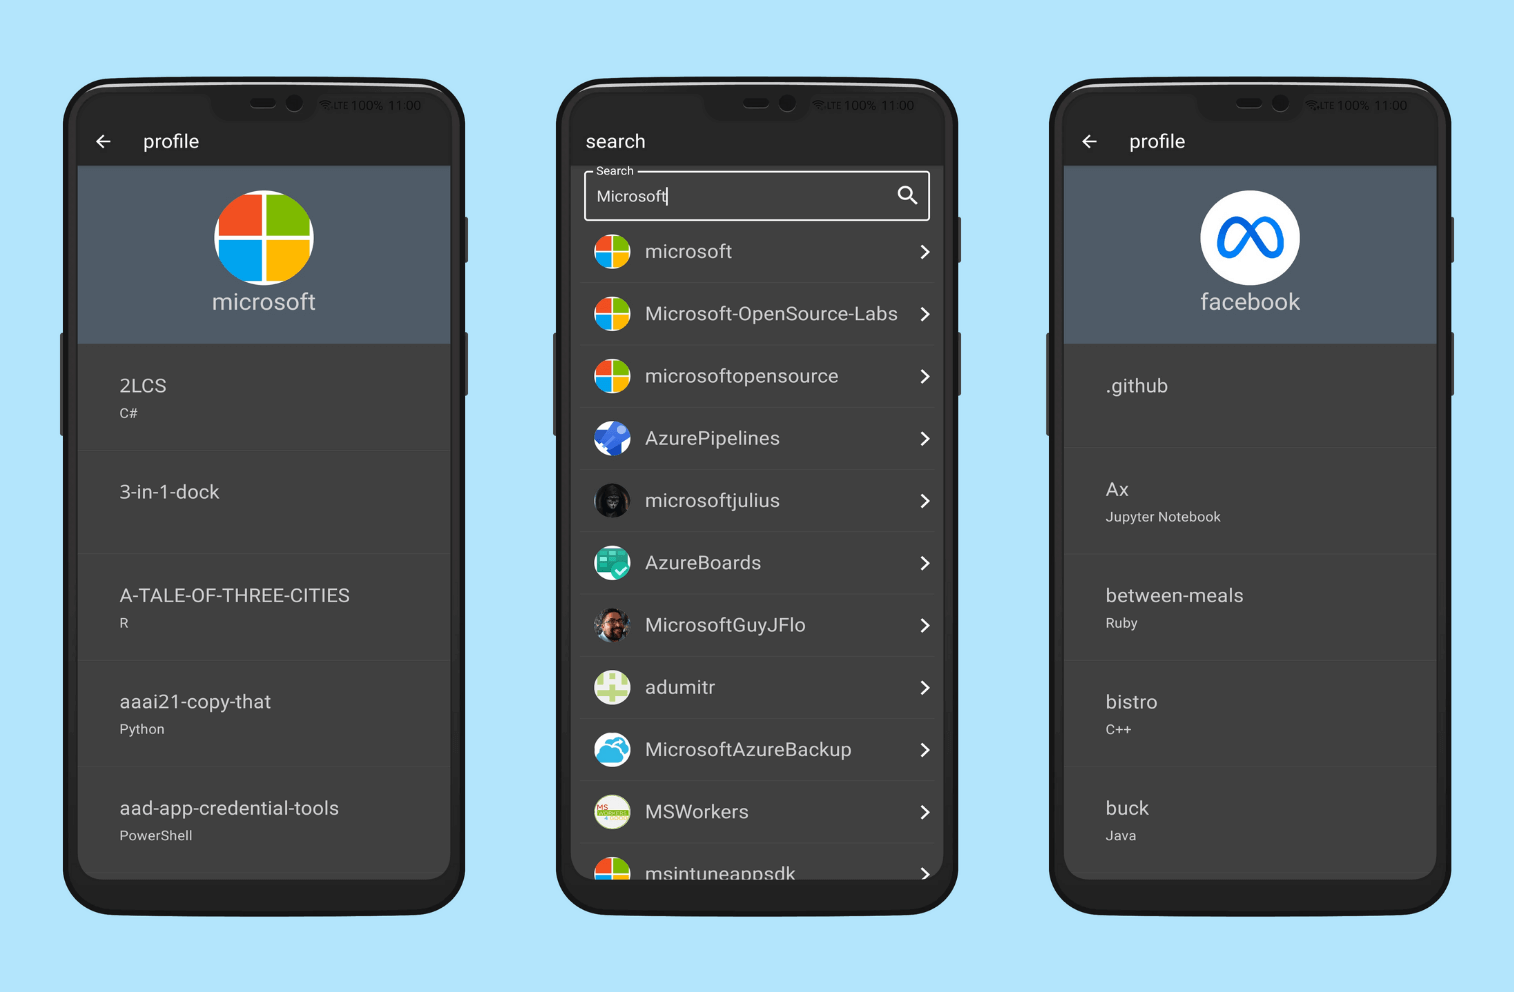 LTE 100% 11:00
profile
microsoft
2LCS
C#
3-in-1-dock
A-TALE-OF-THREE-CITIES
R
aaai21-copy-that
Python
aad-app-credential-tools
PowerShell
LTE 100% 11:00
search
Search
Microsoft
microsoft
Microsoft-OpenSource-Labs
microsoftopensource
AzurePipelines
microsoftjulius
AzureBoards
MicrosoftGuyJFlo
adumitr
MicrosoftAzureBackup
MS
MSWorkers
msintuneappsdk
LTE 100% 11:00
profile
facebook
.github
Ax
Jupyter Notebook
between-meals
Ruby
bistro
C++
buck
Java